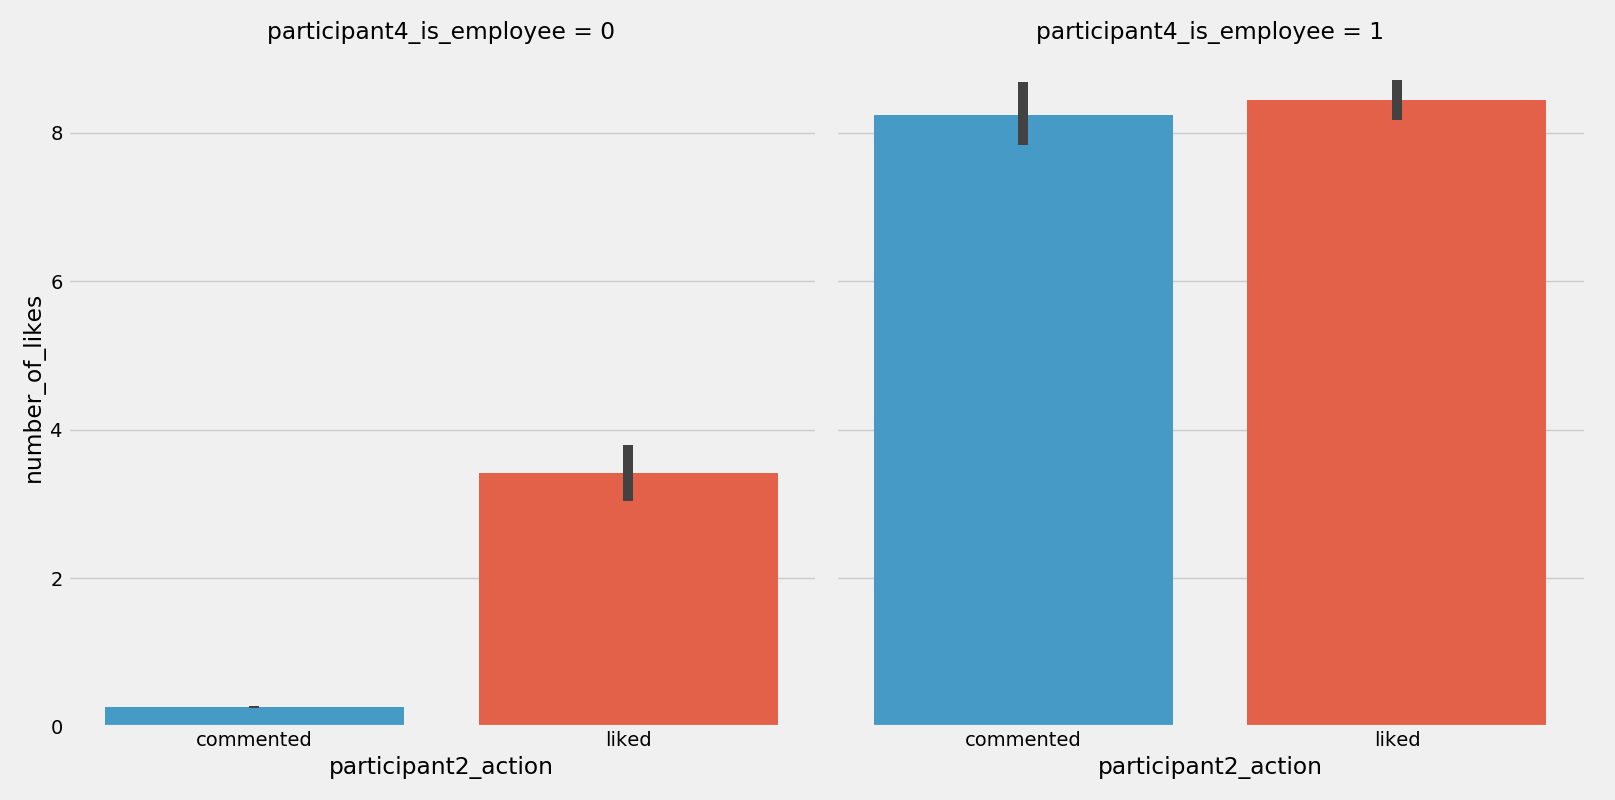 participant4_is_employee = 0
participant4_is_employee = 1
number_of_likes
8
6
4
2
0
commented
liked
commented
liked
participant2_action
participant2_action